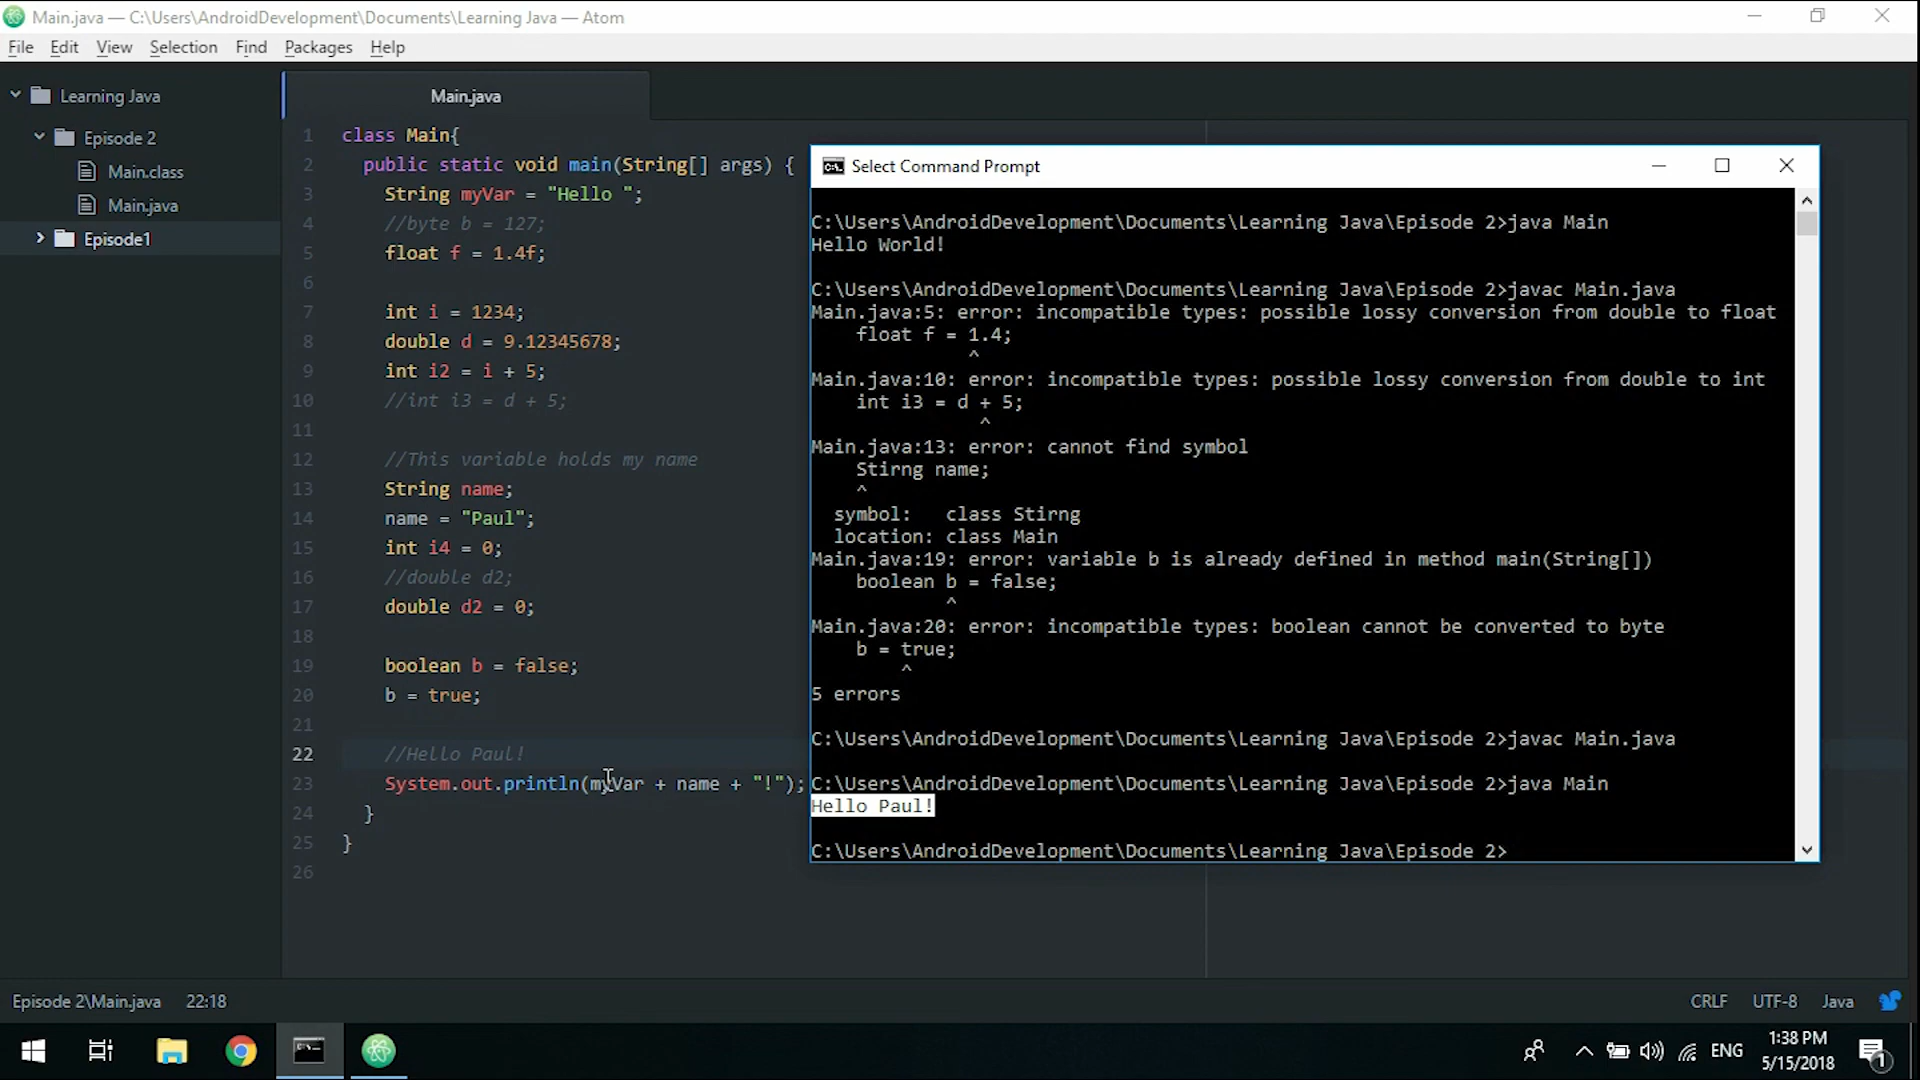 Main.java — C:\Users\AndroidDevelopment\Documents\Learning Java — Atom
File Edit View Selection Find Packages Help
Learning Java
Episode 2
Main.class
Main.java
Episode1
Main.java
1 class Main{
2 public static void main(String[] args) {
3 String myVar = "Hello ";
4 //byte b = 127;
5 float f = 1.4f;
6
7 int i = 1234;
8 double d = 9.12345678;
9 int i2 = i + 5;
10 //int i3 = d + 5;
11
12 //This variable holds my name
13 String name;
14 name = "Paul";
15 int i4 = 0;
16 //double d2;
17 double d2 = 0;
18
19 boolean b = false;
20 b = true;
21
22 //Hello Paul!
23 System.out.println(myVar + name + "!");
24 }
25 }
26
Select Command Prompt
C:\Users\AndroidDevelopment\Documents\Learning Java\Episode 2>java Main
Hello World!
C:\Users\AndroidDevelopment\Documents\Learning Java\Episode 2>javac Main.java
Main.java:5: error: incompatible types: possible lossy conversion from double to float
float f = 1.4;
^
Main.java:10: error: incompatible types: possible lossy conversion from double to int
int i3 = d + 5;
^
Main.java:13: error: cannot find symbol
Stirng name;
^
symbol: class Stirng
location: class Main
Main.java:19: error: variable b is already defined in method main(String[])
boolean b = false;
^
Main.java:20: error: incompatible types: boolean cannot be converted to byte
b = true;
^
5 errors
C:\Users\AndroidDevelopment\Documents\Learning Java\Episode 2>javac Main.java
C:\Users\AndroidDevelopment\Documents\Learning Java\Episode 2>java Main
Hello Paul!
C:\Users\AndroidDevelopment\Documents\Learning Java\Episode 2>
Episode 2\Main.java 22:18
CRLF UTF-8 Java
ENG
1:38 PM
5/15/2018
1